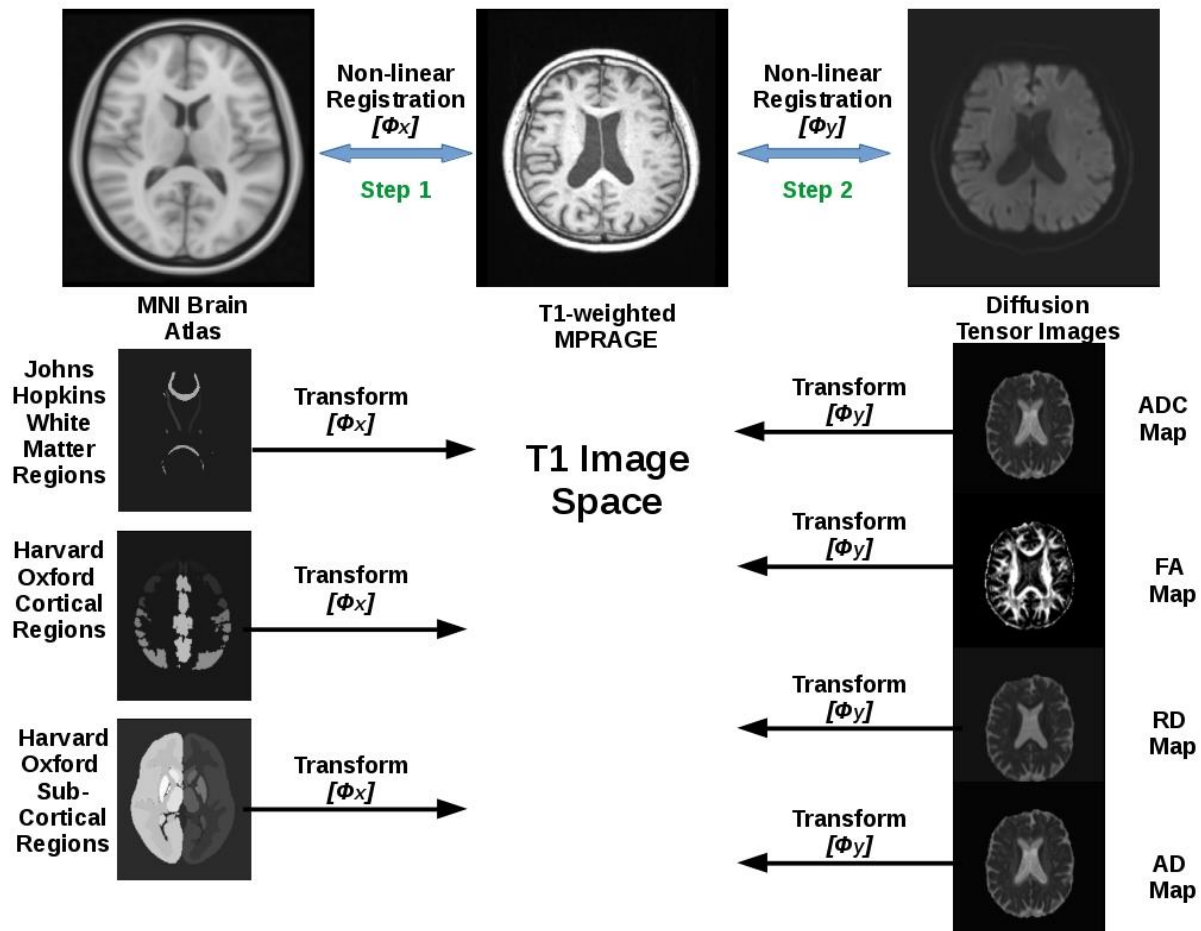 Non-linear
Registration
[Φx]
Step 1
Non-linear
Registration
[Φy]
Step 2
MNI Brain
Atlas
T1-weighted
MPRAGE
Diffusion
Tensor Images
Johns
Hopkins
White
Matter
Regions
Transform
[Φx]
Harvard
Oxford
Cortical
Regions
Transform
[Φx]
Harvard
Oxford
Sub-
Cortical
Regions
Transform
[Φx]
T1 Image
Space
Transform
[Φy]
ADC
Map
Transform
[Φy]
FA
Map
Transform
[Φy]
RD
Map
Transform
[Φy]
AD
Map